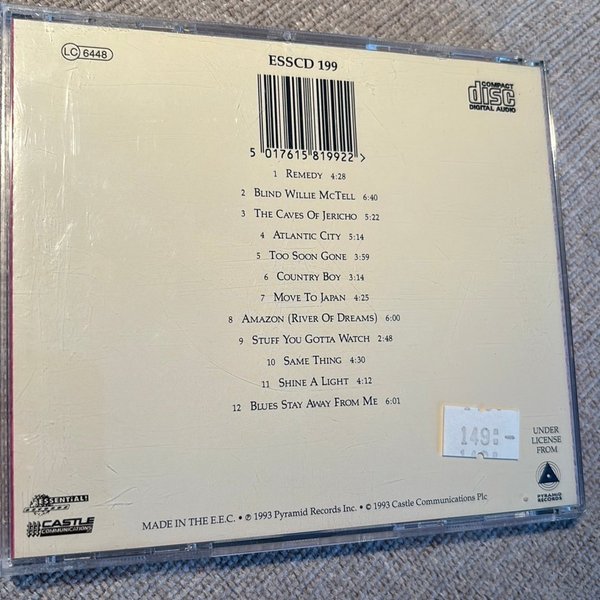 LC 6448
ESSCD 199
COMPACT
disc
DIGITAL AUDIO
5 017615 819922 >
1 REMEDY 4:28
2 BLIND WILLIE MCTELL 6:40
3 THE CAVES OF JERICHO 5:22
4 ATLANTIC CITY 5:14
5 TOO SOON GONE 3:59
6 COUNTRY BOY 3:14
7 MOVE TO JAPAN 4:25
8 AMAZON (RIVER OF DREAMS) 6:00
9 STUFF YOU GOTTA WATCH 2:48
10 SAME THING 4:30
11 SHINE A LIGHT 4:12
12 BLUES STAY AWAY FROM ME 6:01
149:-
UNDER
LICENSE
FROM
PYRAMID
RECORDS
ESSENTIAL!
RECORDS
CASTLE
COMMUNICATIONS
MADE IN THE E.E.C. • ℗ 1993 Pyramid Records Inc. • © 1993 Castle Communications Plc